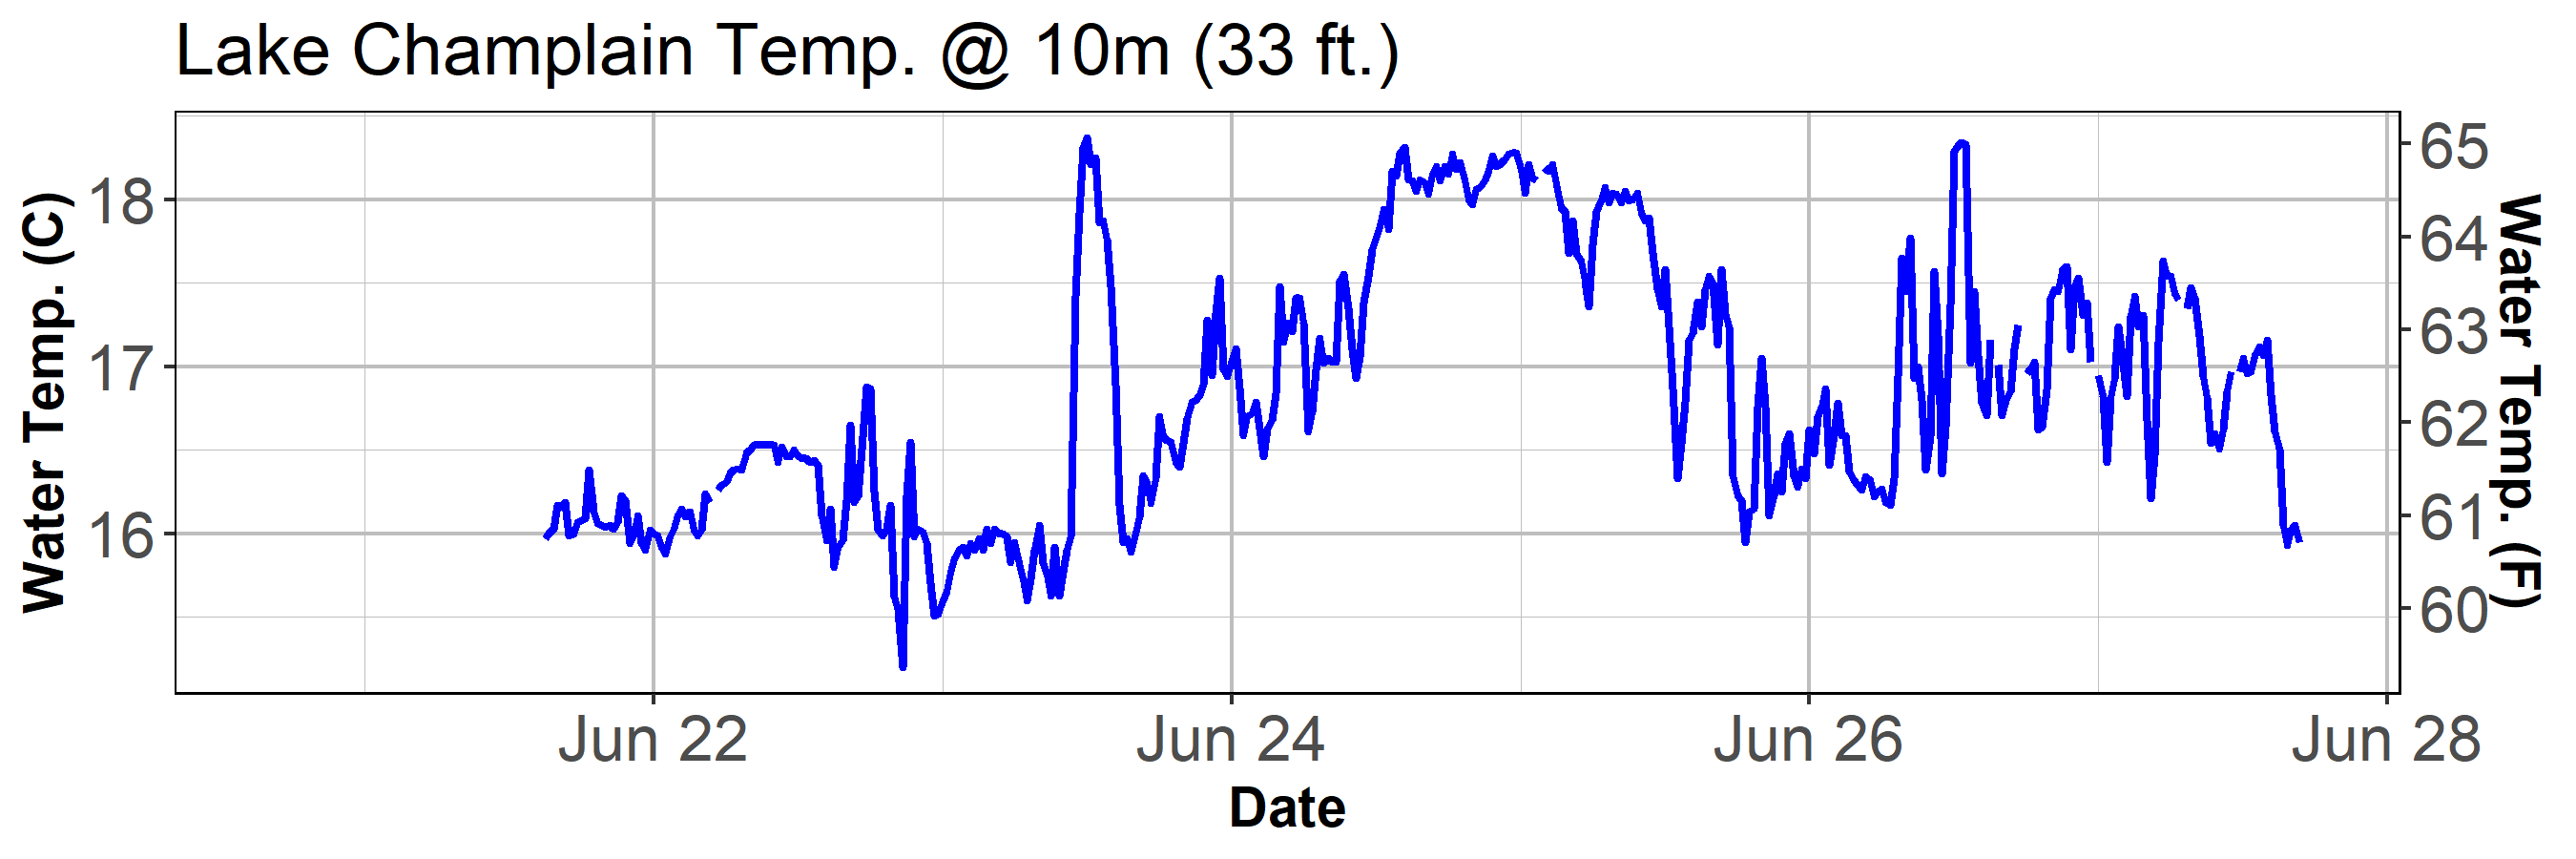 Lake Champlain Temp. @ 10m (33 ft.)
Water Temp. (C)
18
17
16
65
64
63
62
61
60
Water Temp. (F)
Jun 22
Jun 24
Jun 26
Jun 28
Date